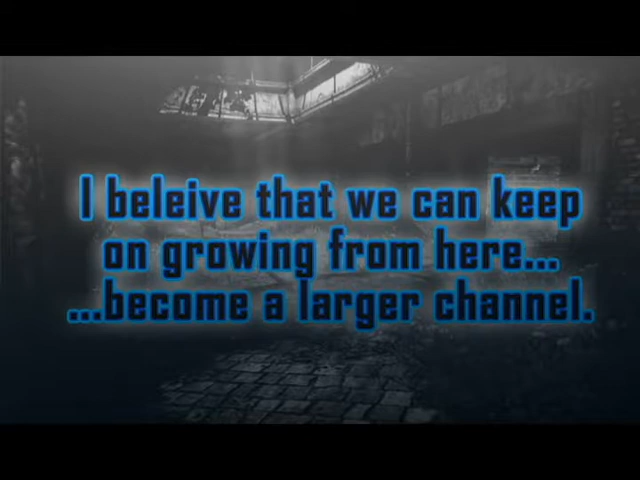 I beleive that we can keep
on growing from here...
...become a larger channel.